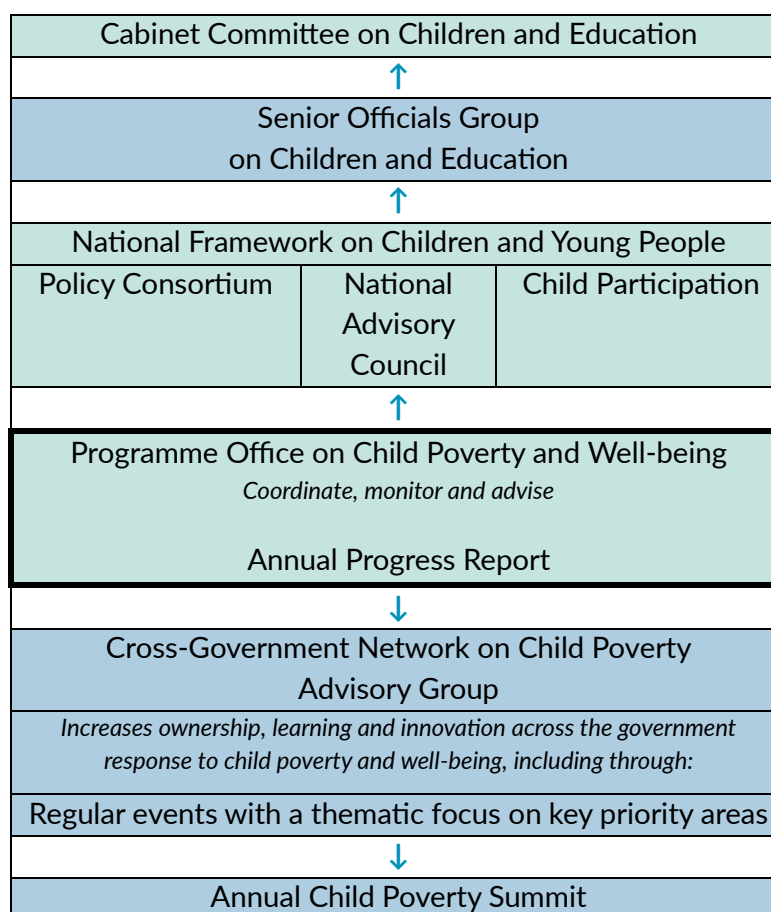 Cabinet Committee on Children and Education
↑
Senior Officials Group
on Children and Education
↑
National Framework on Children and Young People
Policy Consortium
National
Advisory
Council
Child Participation
↑
Programme Office on Child Poverty and Well-being
Coordinate, monitor and advise
Annual Progress Report
↓
Cross-Government Network on Child Poverty
Advisory Group
Increases ownership, learning and innovation across the government
response to child poverty and well-being, including through:
Regular events with a thematic focus on key priority areas
↓
Annual Child Poverty Summit